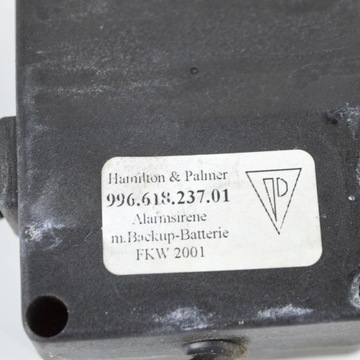 Hamilton & Palmer
996.618.237.01
Alarmsirene
m.Backup-Batterie
FKW 2001